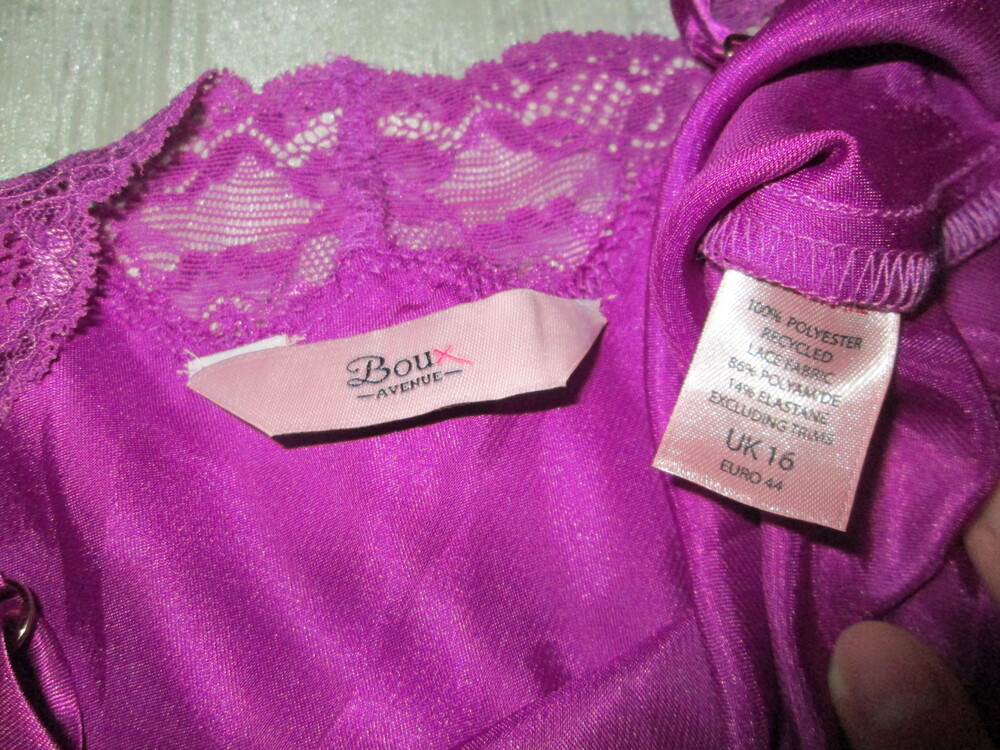 Boux
AVENUE
100% POLYESTER
RECYCLED
LACE FABRIC
86% POLYAMIDE
14% ELASTANE
EXCLUDING TRIMS
UK 16
EURO 44